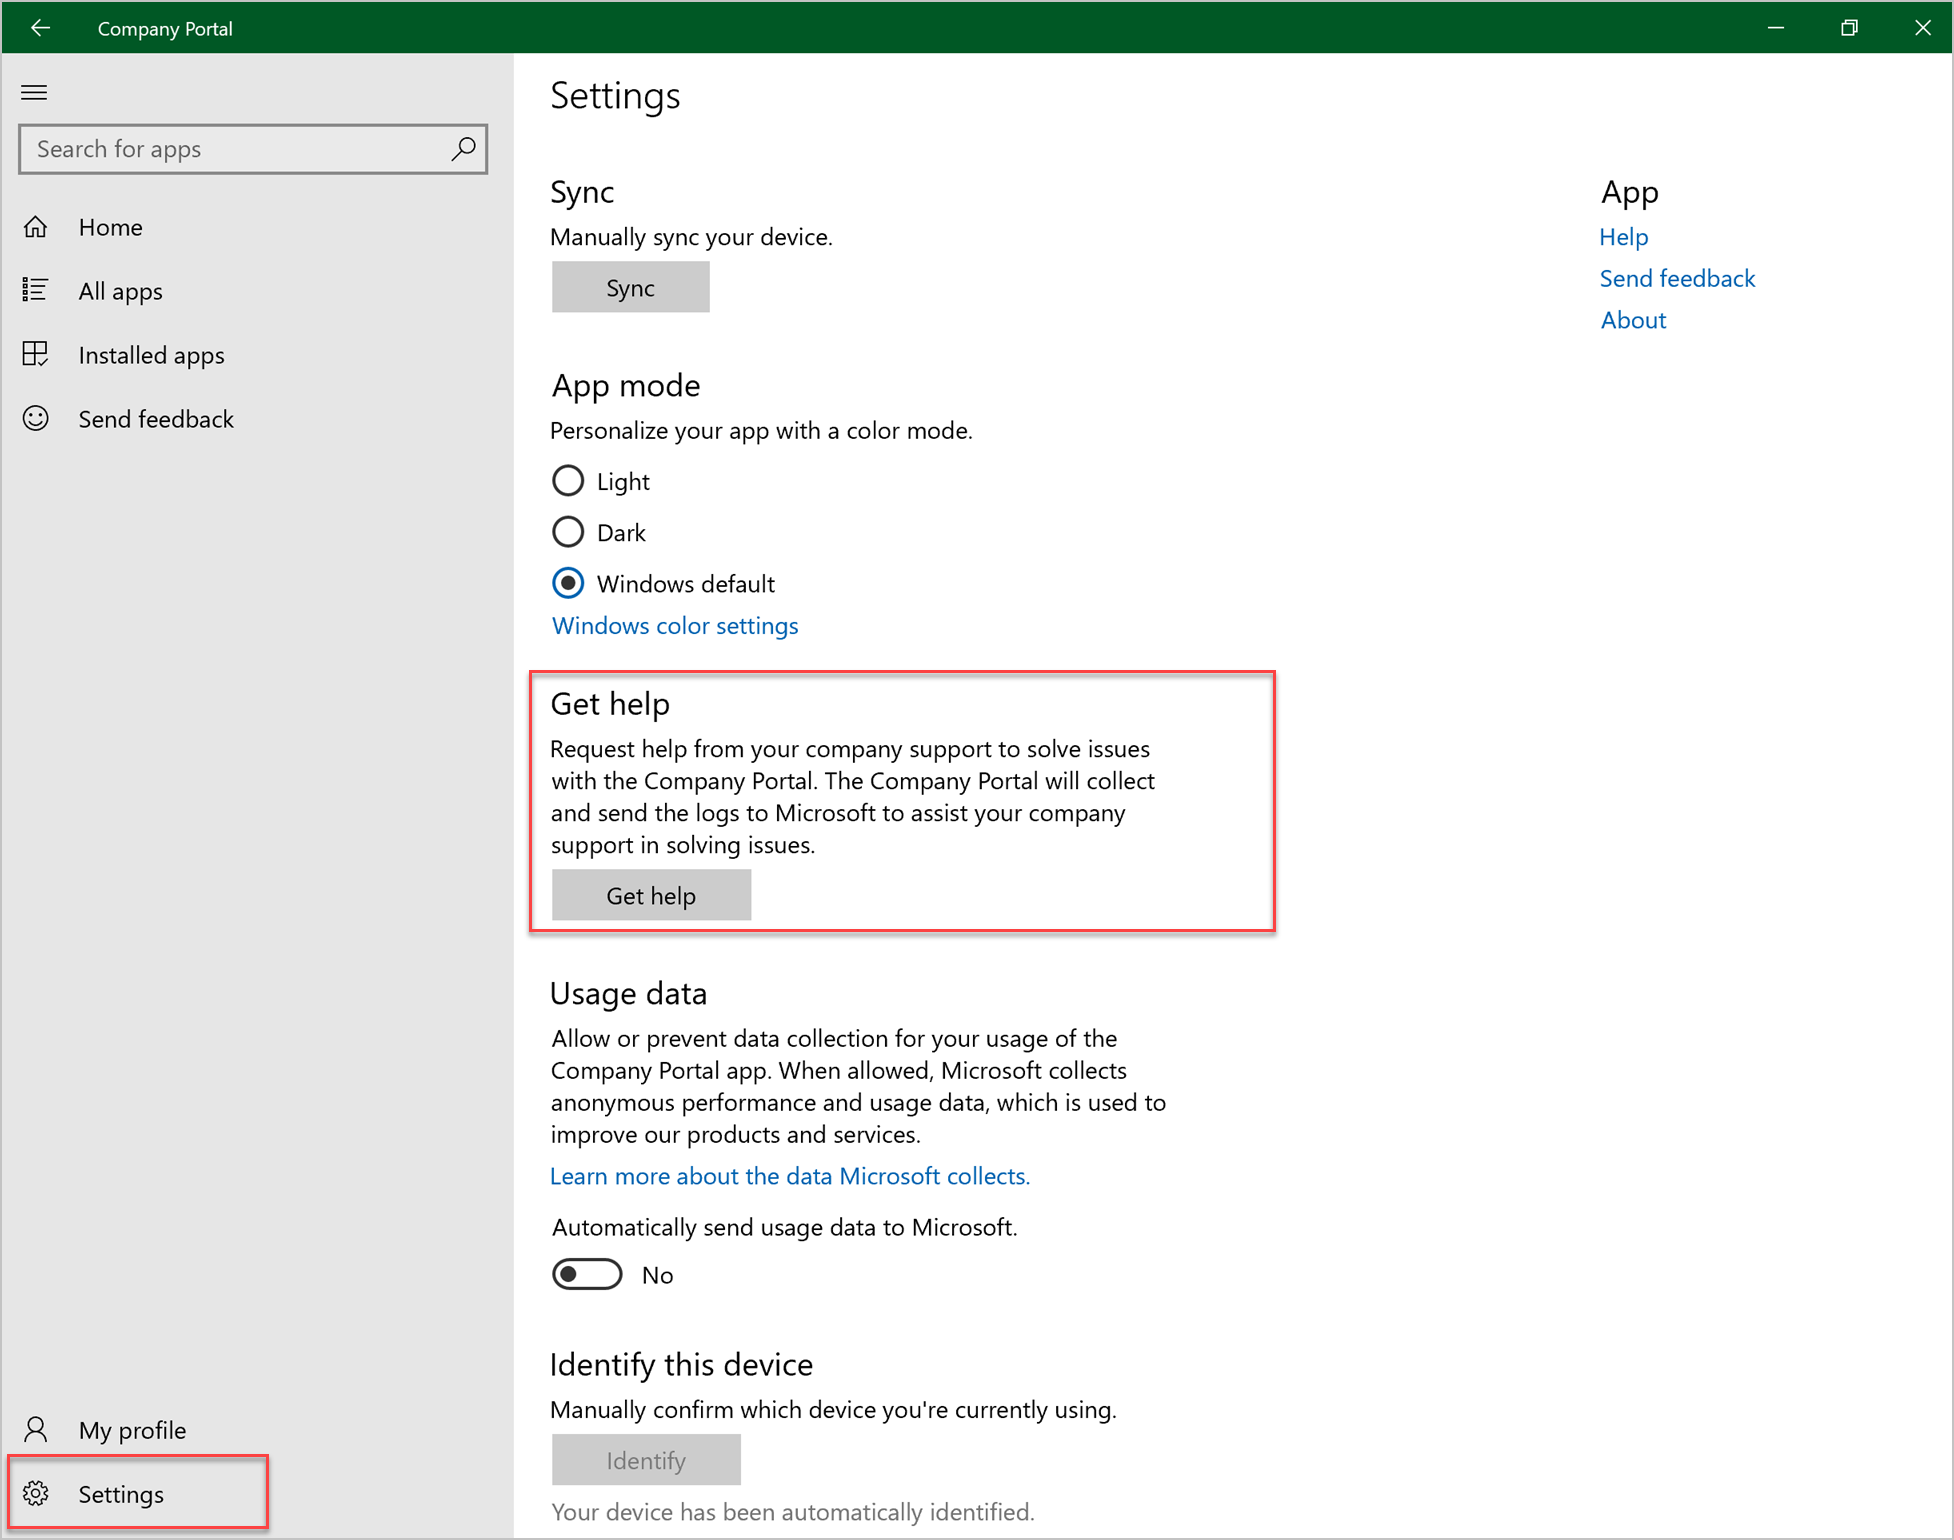 Company Portal
Search for apps
Home
All apps
Installed apps
Send feedback
My profile
Settings
Settings
Sync
Manually sync your device.
Sync
App mode
Personalize your app with a color mode.
Light
Dark
Windows default
Windows color settings
Get help
Request help from your company support to solve issues
with the Company Portal. The Company Portal will collect
and send the logs to Microsoft to assist your company
support in solving issues.
Get help
Usage data
Allow or prevent data collection for your usage of the
Company Portal app. When allowed, Microsoft collects
anonymous performance and usage data, which is used to
improve our products and services.
Learn more about the data Microsoft collects.
Automatically send usage data to Microsoft.
No
Identify this device
Manually confirm which device you're currently using.
Identify
Your device has been automatically identified.
App
Help
Send feedback
About